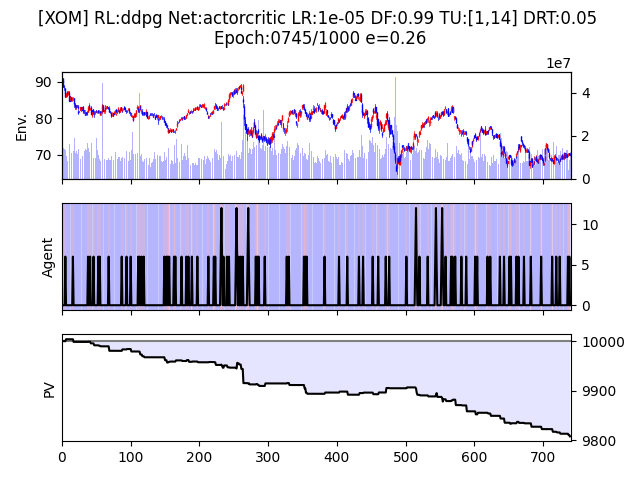 [XOM] RL:ddpg Net:actorcritic LR:1e-05 DF:0.99 TU:[1,14] DRT:0.05
Epoch:0745/1000 e=0.26
1e7
90
80
70
Env.
4
2
0
Agent
10
5
0
PV
10000
9900
9800
0 100 200 300 400 500 600 700